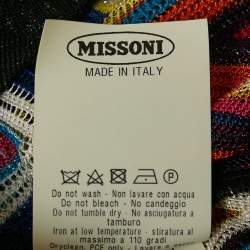 MISSONI
MADE IN ITALY
Do not wash - Non lavare con acqua
Do not bleach - No candeggio
Do not tumble dry - No asciugatura a
tamburo
Iron at low temperature - stiratura al
massimo a 110 gradi
Dryclean, PCE only - Lavare